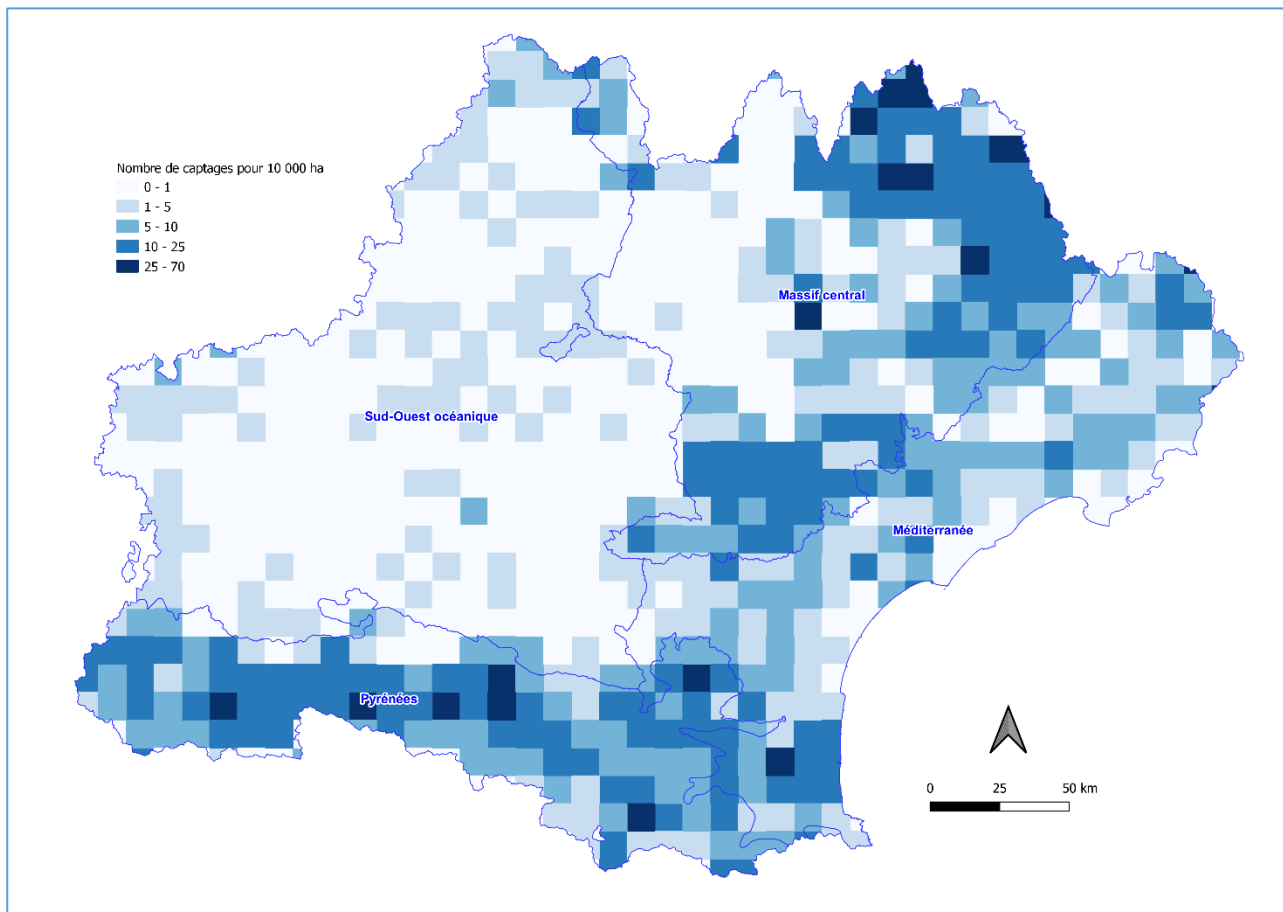 Nombre de captages pour 10 000 ha
0 - 1
1 - 5
5 - 10
10 - 25
25 - 70
Massif central
Sud-Ouest océanique
Méditerranée
Pyrénées
0 25 50 km